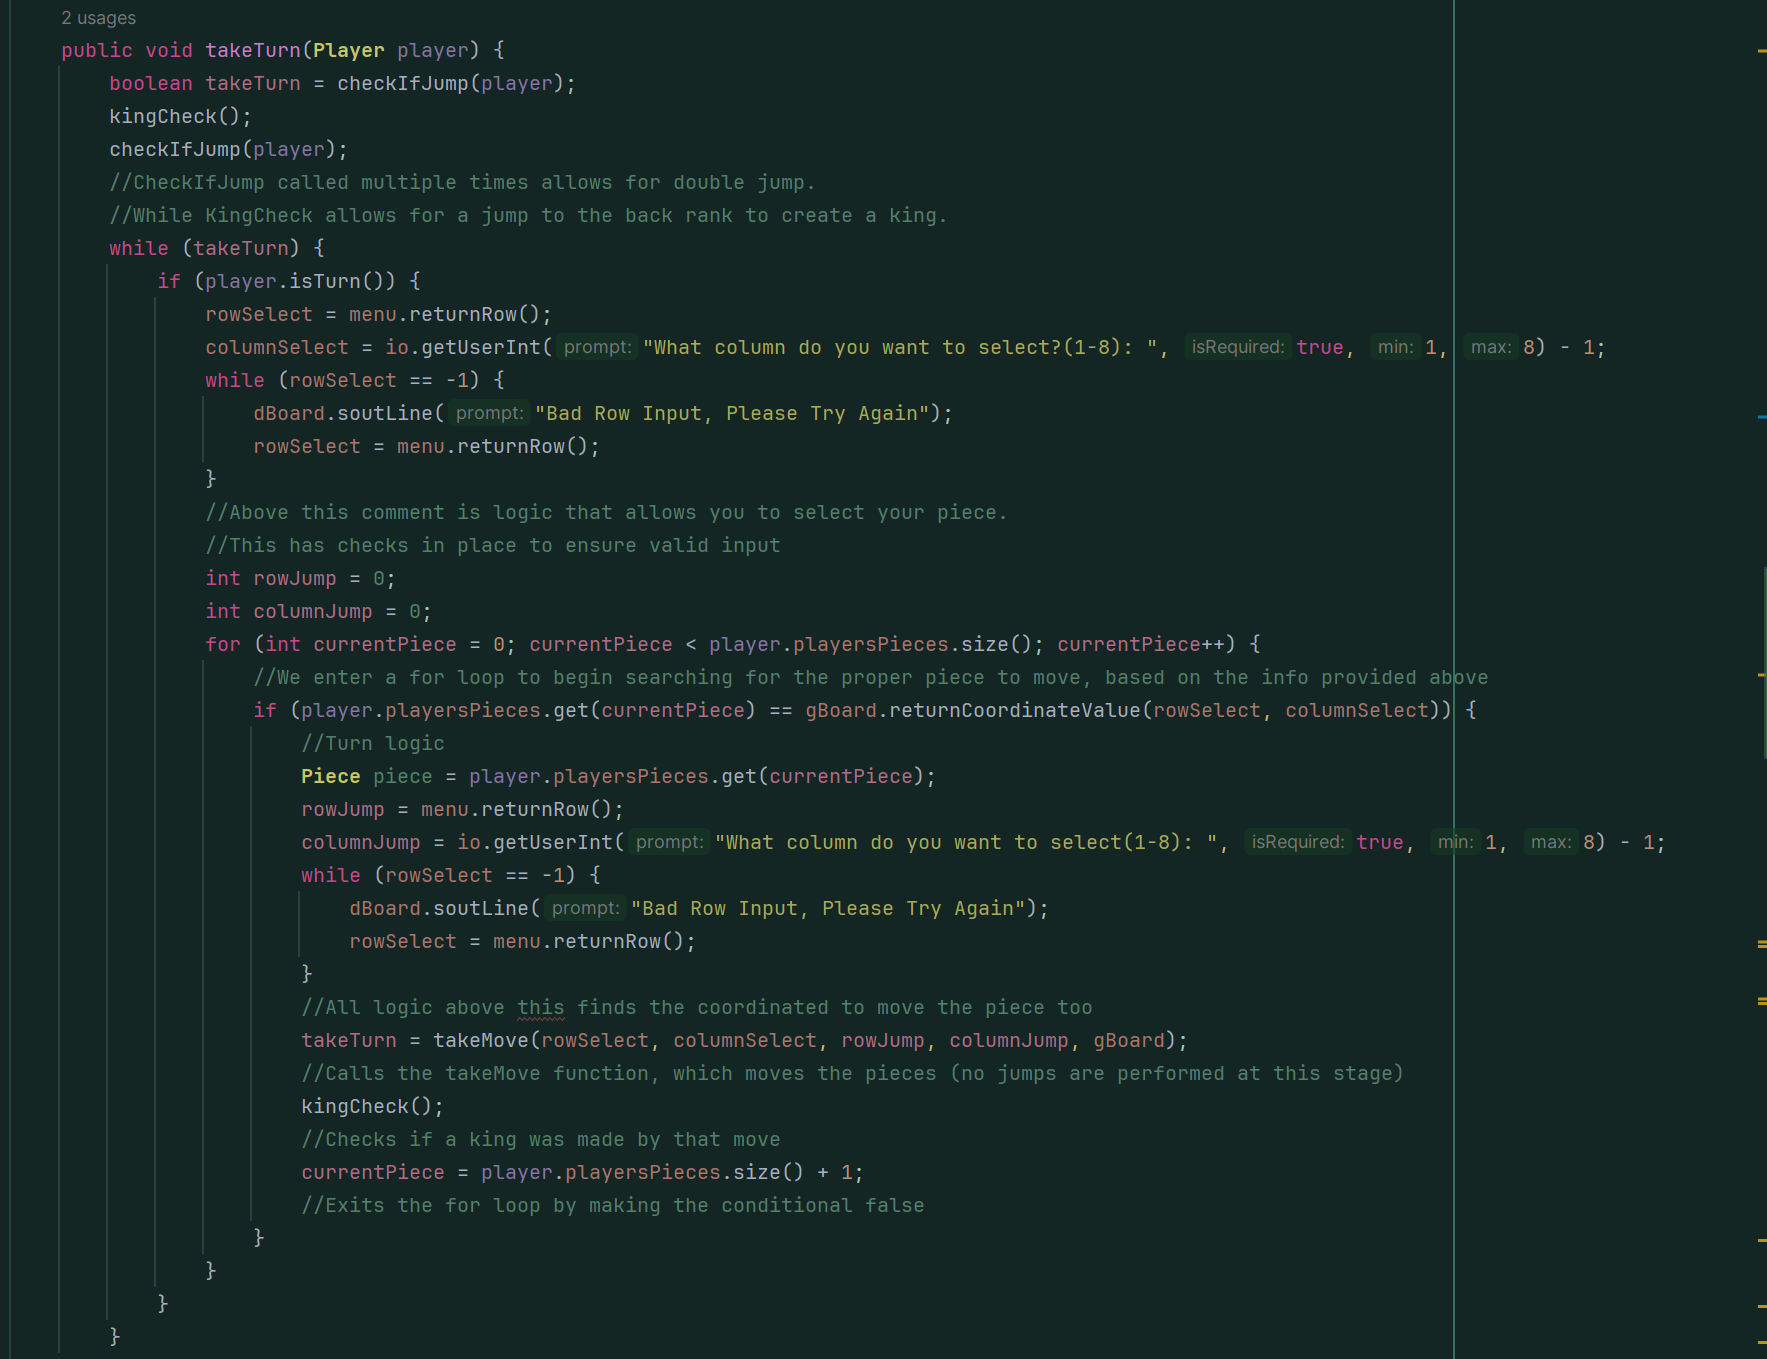 2 usages
public void takeTurn(Player player) {
boolean takeTurn = checkIfJump(player);
kingCheck();
checkIfJump(player);
//CheckIfJump called multiple times allows for double jump.
//While KingCheck allows for a jump to the back rank to create a king.
while (takeTurn) {
if (player.isTurn()) {
rowSelect = menu.returnRow();
columnSelect = io.getUserInt( prompt: "What column do you want to select?(1-8): ", isRequired: true, min: 1, max: 8) - 1;
while (rowSelect == -1) {
dBoard.soutLine( prompt: "Bad Row Input, Please Try Again");
rowSelect = menu.returnRow();
}
//Above this comment is logic that allows you to select your piece.
//This has checks in place to ensure valid input
int rowJump = 0;
int columnJump = 0;
for (int currentPiece = 0; currentPiece < player.playersPieces.size(); currentPiece++) {
//We enter a for loop to begin searching for the proper piece to move, based on the info provided above
if (player.playersPieces.get(currentPiece) == gBoard.returnCoordinateValue(rowSelect, columnSelect)) {
//Turn logic
Piece piece = player.playersPieces.get(currentPiece);
rowJump = menu.returnRow();
columnJump = io.getUserInt( prompt: "What column do you want to select(1-8): ", isRequired: true, min: 1, max: 8) - 1;
while (rowSelect == -1) {
dBoard.soutLine( prompt: "Bad Row Input, Please Try Again");
rowSelect = menu.returnRow();
}
//All logic above this finds the coordinated to move the piece too
takeTurn = takeMove(rowSelect, columnSelect, rowJump, columnJump, gBoard);
//Calls the takeMove function, which moves the pieces (no jumps are performed at this stage)
kingCheck();
//Checks if a king was made by that move
currentPiece = player.playersPieces.size() + 1;
//Exits the for loop by making the conditional false
}
}
}
}